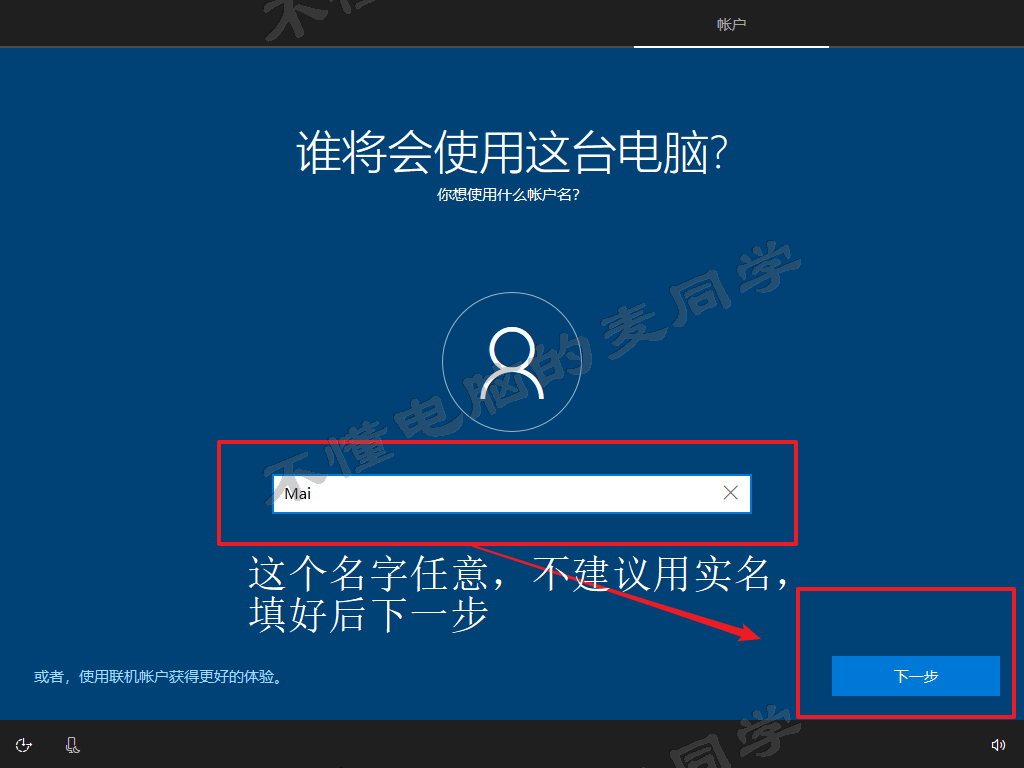 帐户
谁将会使用这台电脑?
你想使用什么帐户名?
不懂电脑的麦同学
Mai
这个名字任意，不建议用实名，
填好后下一步
或者，使用联机帐户获得更好的体验。
下一步
同学